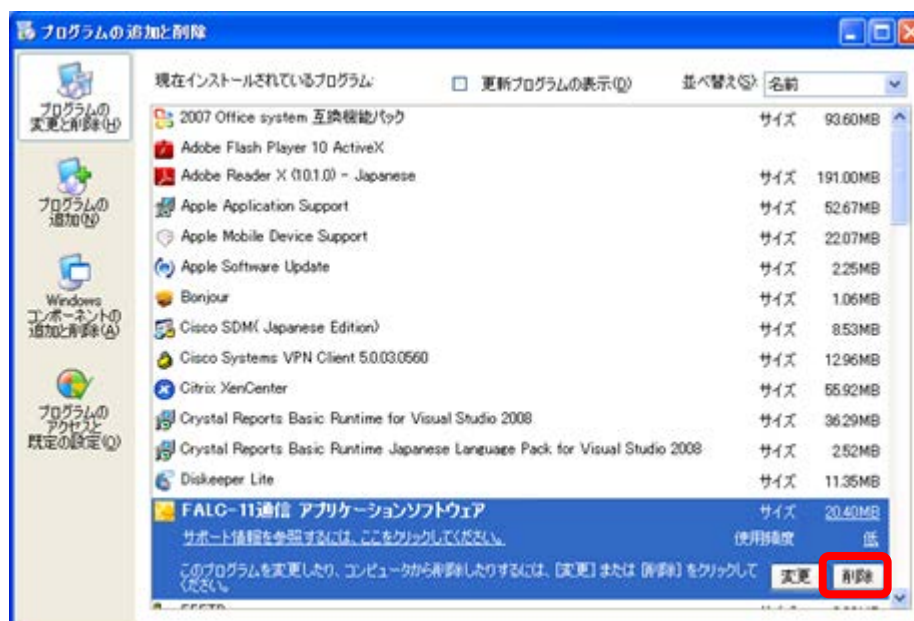 プログラムの追加と削除
プログラムの
変更と削除(H)
プログラムの
追加(N)
Windows
コンポーネントの
追加と削除(A)
プログラムの
アクセスと
既定の設定(O)
現在インストールされているプログラム: 更新プログラムの表示(D) 並べ替え(S): 名前
2007 Office system 互換機能パック サイズ 93.60MB
Adobe Flash Player 10 ActiveX
Adobe Reader X (10.1.0) - Japanese サイズ 191.00MB
Apple Application Support サイズ 52.67MB
Apple Mobile Device Support サイズ 22.07MB
Apple Software Update サイズ 2.25MB
Bonjour サイズ 1.06MB
Cisco SDM( Japanese Edition) サイズ 8.53MB
Cisco Systems VPN Client 5.0.03.0560 サイズ 12.96MB
Citrix XenCenter サイズ 55.92MB
Crystal Reports Basic Runtime for Visual Studio 2008 サイズ 36.29MB
Crystal Reports Basic Runtime Japanese Language Pack for Visual Studio 2008 サイズ 2.52MB
Diskeeper Lite サイズ 11.35MB
FALC-11通信 アプリケーションソフトウェア サイズ 20.40MB
サポート情報を参照するには、ここをクリックしてください。 使用頻度 低
このプログラムを変更したり、コンピュータから削除したりするには、[変更] または [削除] をクリックして
ください。 変更 削除